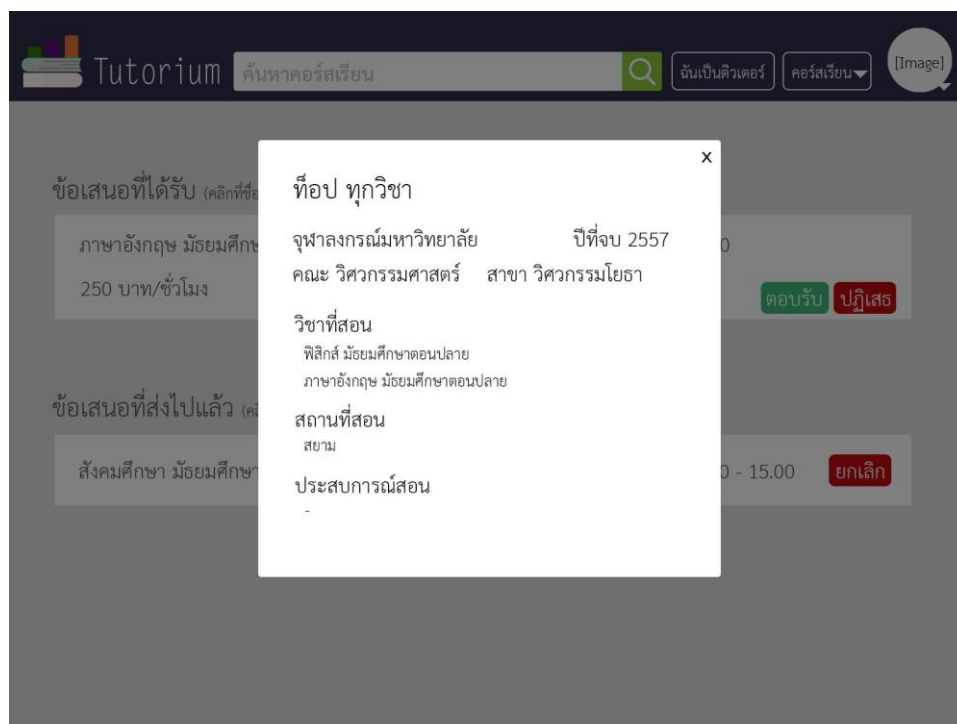 Tutorium
ค้นหาคอร์สเรียน
ฉันเป็นติวเตอร์
คอร์สเรียน
[Image]
x
ท็อป ทุกวิชา
จุฬาลงกรณ์มหาวิทยาลัย ปีที่จบ 2557
คณะ วิศวกรรมศาสตร์ สาขา วิศวกรรมโยธา
วิชาที่สอน
ฟิสิกส์ มัธยมศึกษาตอนปลาย
ภาษาอังกฤษ มัธยมศึกษาตอนปลาย
สถานที่สอน
สยาม
ประสบการณ์สอน
-
ข้อเสนอที่ได้รับ (คลิกที่ชื่อ
ภาษาอังกฤษ มัธยมศึก 0
250 บาท/ชั่วโมง
ตอบรับ ปฏิเสธ
ข้อเสนอที่ส่งไปแล้ว
สังคมศึกษา มัธยมศึกษา 0 - 15.00 ยกเลิก